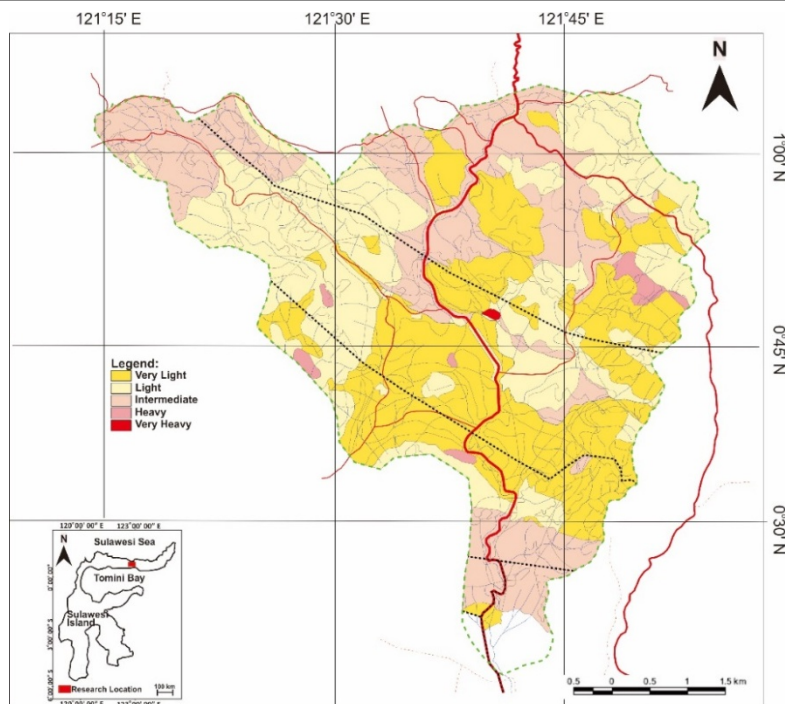 121°15' E
121°30' E
121°45' E
N
1°00' N
0°45' N
0°30' N
Legend:
Very Light
Light
Intermediate
Heavy
Very Heavy
N
Sulawesi Sea
Tomini Bay
Sulawesi
Island
100 km
Research Location
0.5
0
0.5
1
1.5 km